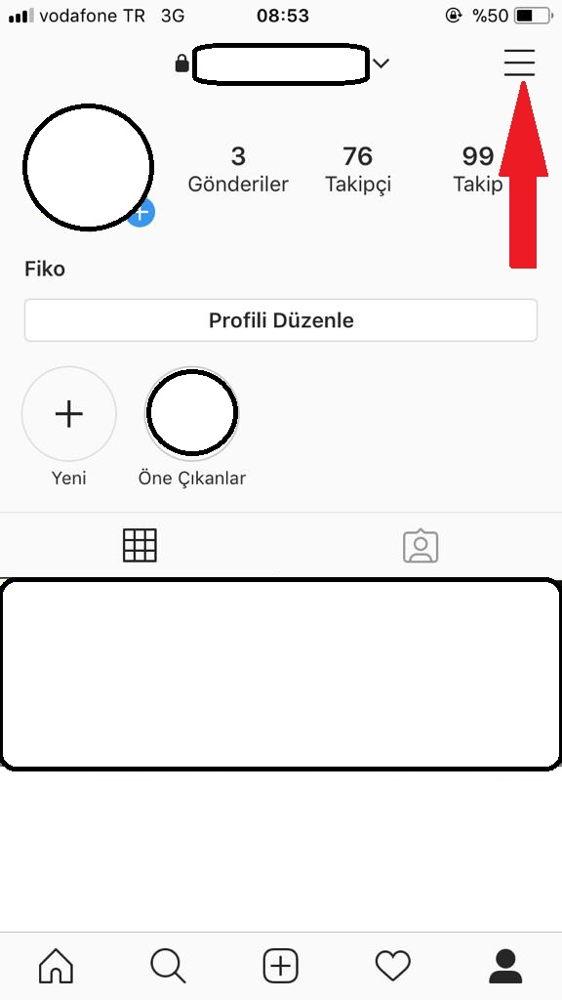 vodafone TR 3G 08:53 %50
3 76 99
Gönderiler Takipçi Takip
Fiko
Profili Düzenle
Yeni Öne Çıkanlar